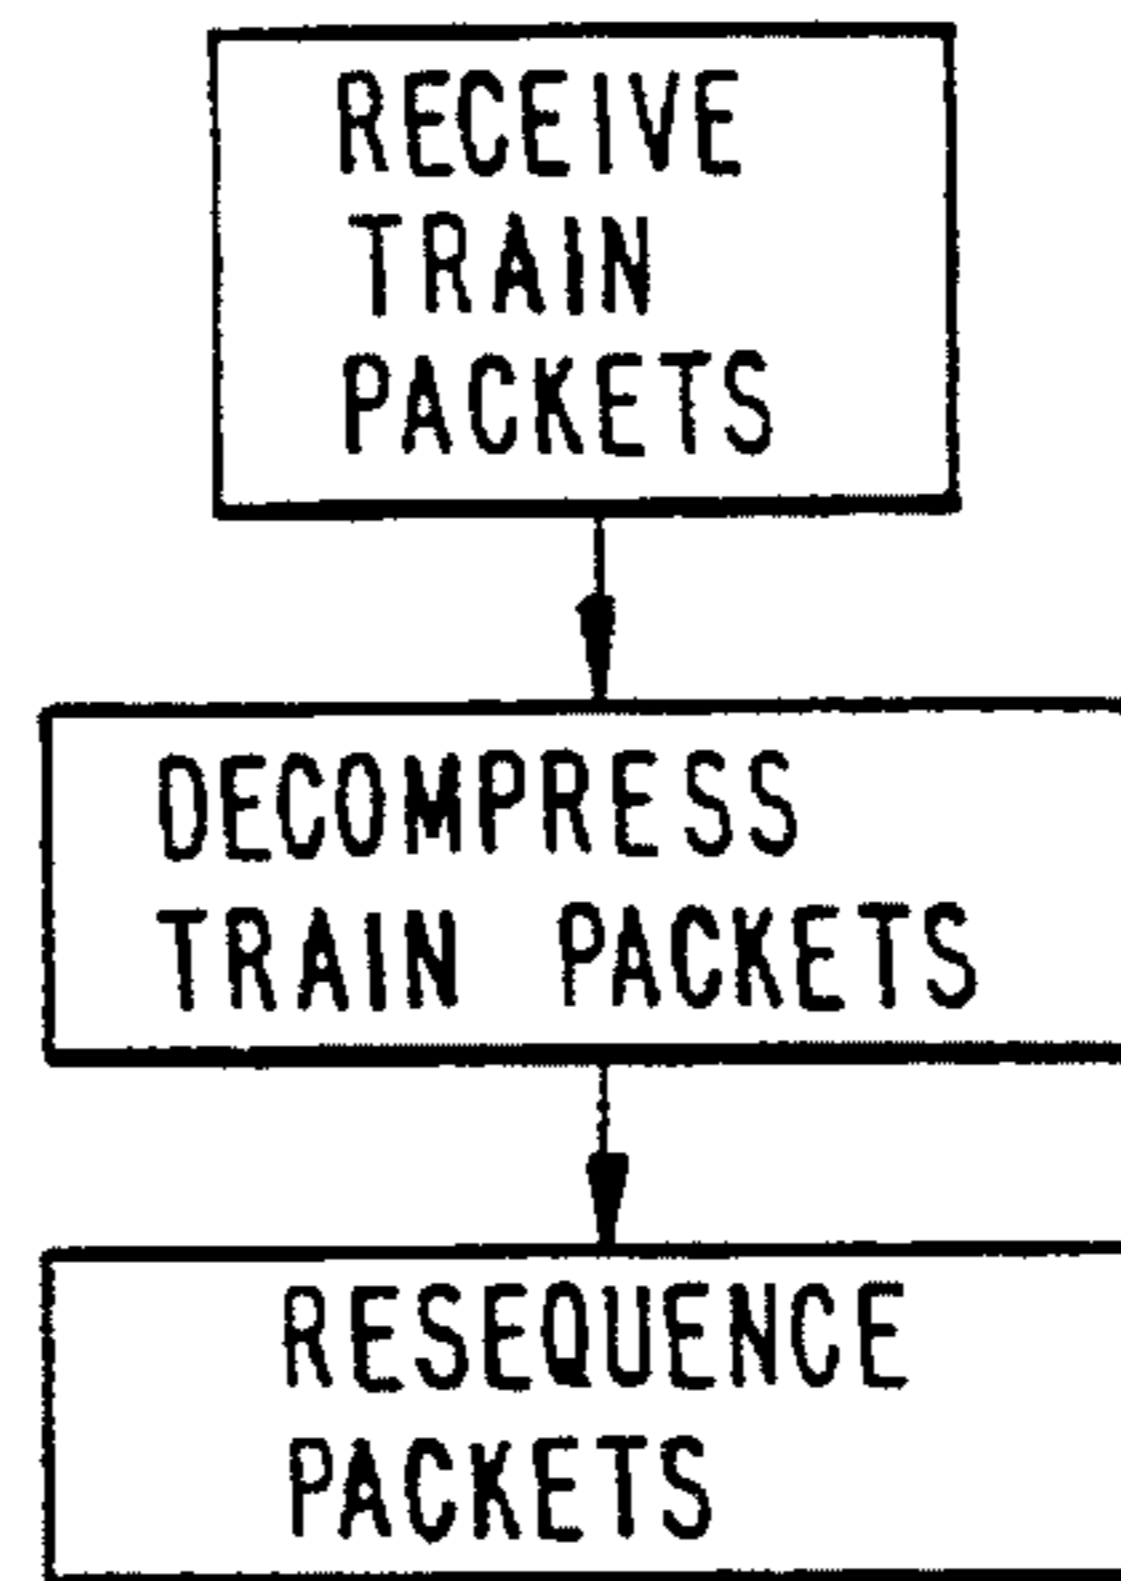 RECEIVE
TRAIN
PACKETS
DECOMPRESS
TRAIN PACKETS
RESEQUENCE
PACKETS